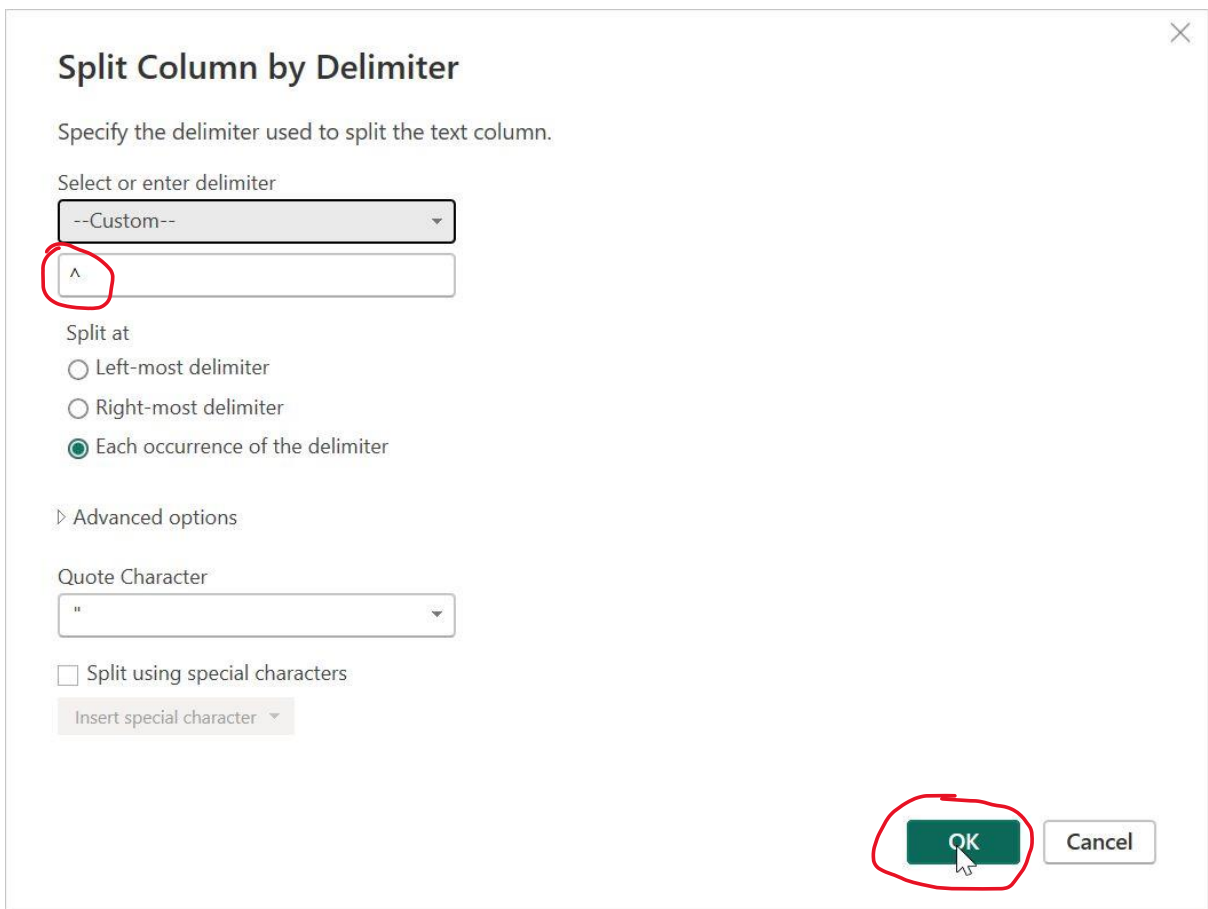 Split Column by Delimiter
Specify the delimiter used to split the text column.
Select or enter delimiter
--Custom--
^
Split at
Left-most delimiter
Right-most delimiter
Each occurrence of the delimiter
Advanced options
Quote Character
"
Split using special characters
Insert special character
OK Cancel